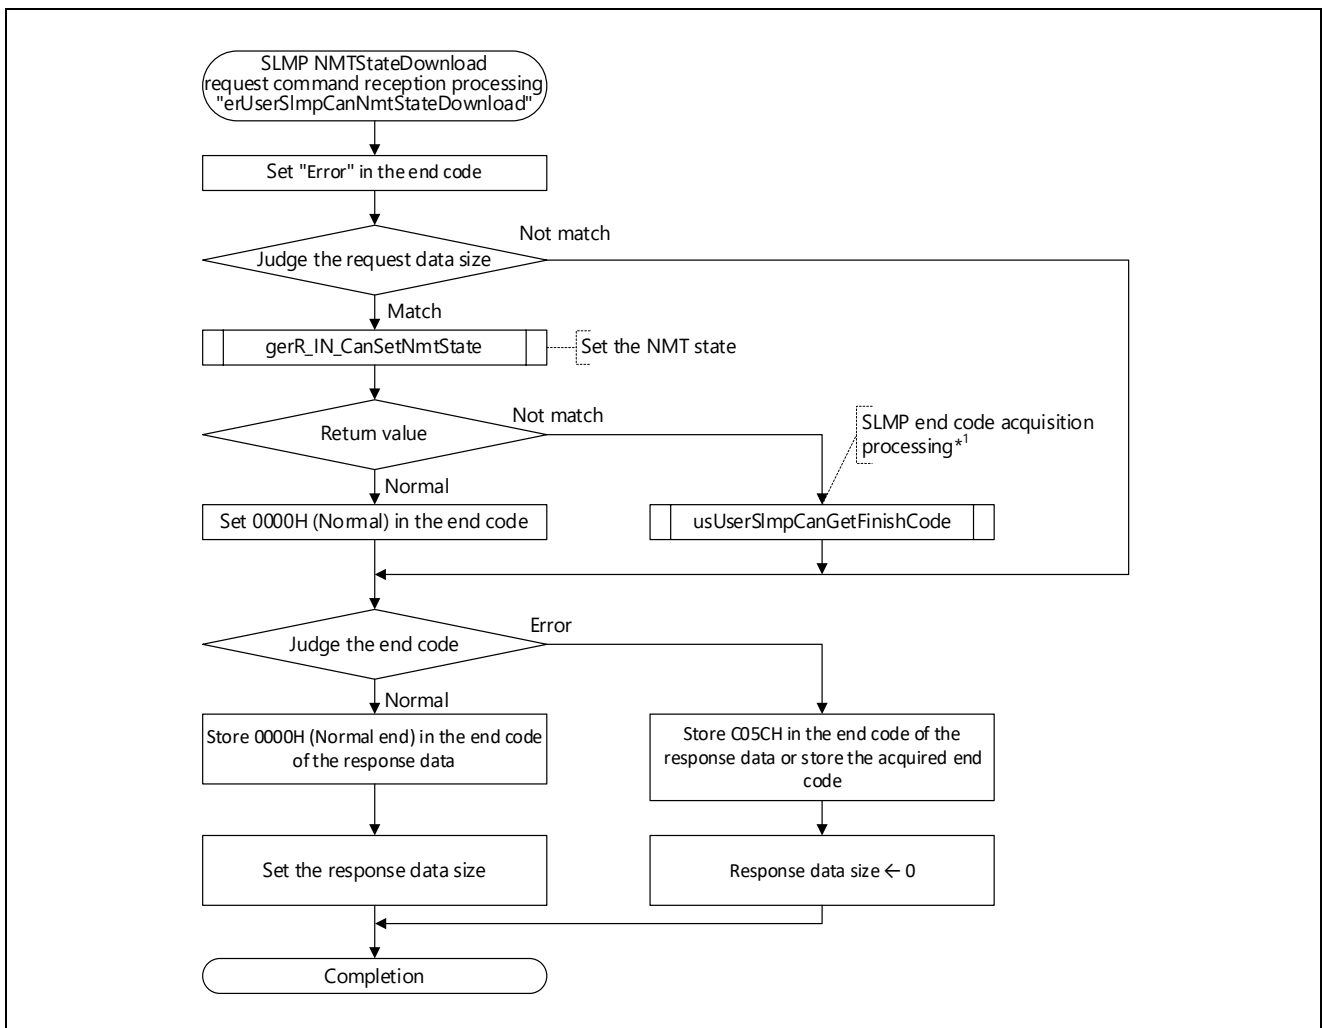 SLMP NMTStateDownload
request command reception processing
"erUserSlmpCanNmtStateDownload"
Set "Error" in the end code
Not match
Judge the request data size
Match
gerR_IN_CanSetNmtState
Set the NMT state
Not match
SLMP end code acquisition
processing*1
Return value
Normal
Set 0000H (Normal) in the end code
usUserSlmpCanGetFinishCode
Error
Judge the end code
Normal
Store 0000H (Normal end) in the end code
of the response data
Store C05CH in the end code of the
response data or store the acquired end
code
Set the response data size
Response data size ← 0
Completion